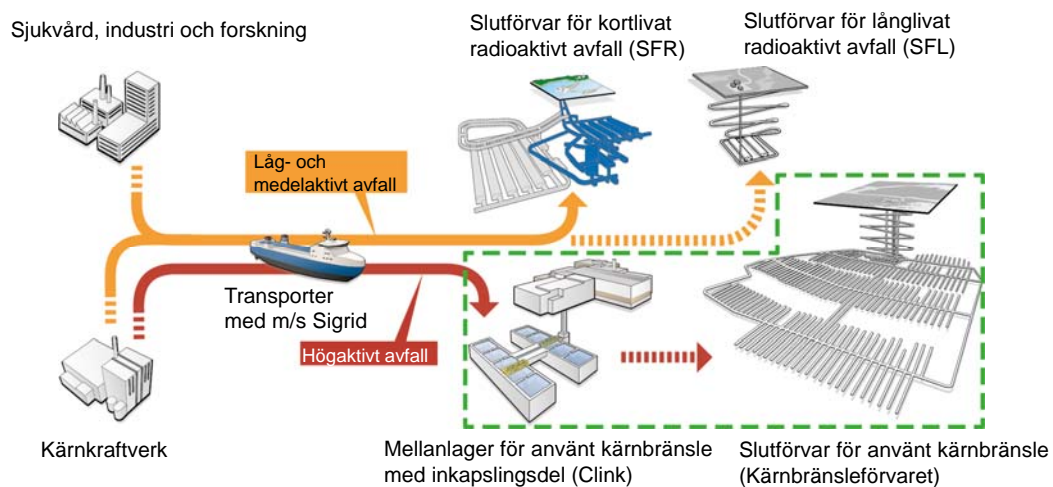 Sjukvård, industri och forskning
Slutförvar för kortlivat
radioaktivt avfall (SFR)
Slutförvar för långlivat
radioaktivt avfall (SFL)
Låg- och
medelaktivt avfall
Transporter
med m/s Sigrid
Högaktivt avfall
Kärnkraftverk
Mellanlager för använt kärnbränsle
med inkapslingsdel (Clink)
Slutförvar för använt kärnbränsle
(Kärnbränsleförvaret)